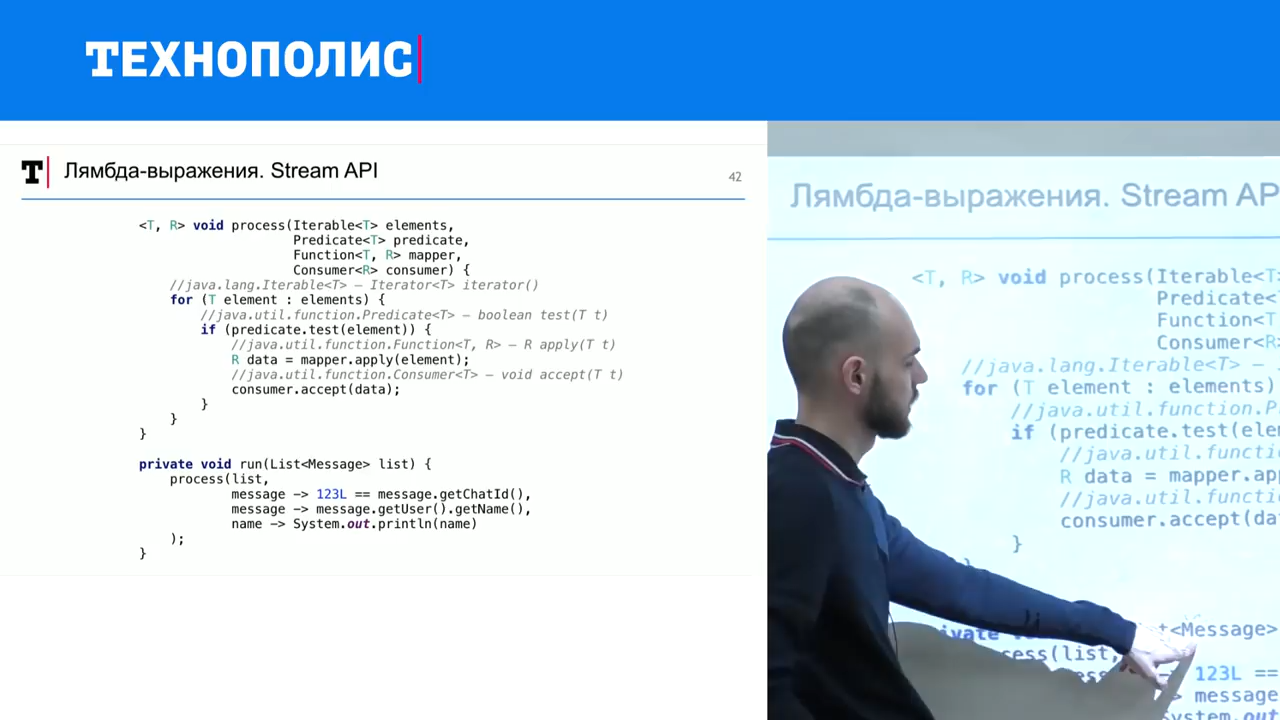 ТЕХНОПОЛИС
T
Лямбда-выражения. Stream API
42
<T, R> void process(Iterable<T> elements,
Predicate<T> predicate,
Function<T, R> mapper,
Consumer<R> consumer) {
//java.lang.Iterable<T> – Iterator<T> iterator()
for (T element : elements) {
//java.util.function.Predicate<T> – boolean test(T t)
if (predicate.test(element)) {
//java.util.function.Function<T, R> – R apply(T t)
R data = mapper.apply(element);
//java.util.function.Consumer<T> – void accept(T t)
consumer.accept(data);
}
}
}
private void run(List<Message> list) {
process(list,
message -> 123L == message.getChatId(),
message -> message.getUser().getName(),
name -> System.out.println(name)
);
}
Лямбда-выражения. Stream AP
<T, R> void process(Iterable<T>
Predicate<
Function<T
Consumer<R
//java.lang.Iterable<T> –
for (T element : elements)
//java.util.function.P
if (predicate.test(elem
//java.util.functi
R data = mapper.app
//java.util.functi
consumer.accept(da
}
}
ivate t<Message>
cess(list,
123L ==
> message
System.out